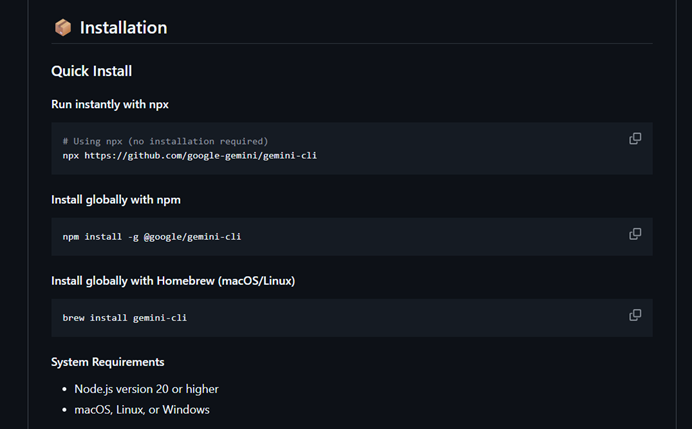 📦 Installation
Quick Install
Run instantly with npx
# Using npx (no installation required)
npx https://github.com/google-gemini/gemini-cli
Install globally with npm
npm install -g @google/gemini-cli
Install globally with Homebrew (macOS/Linux)
brew install gemini-cli
System Requirements
• Node.js version 20 or higher
• macOS, Linux, or Windows